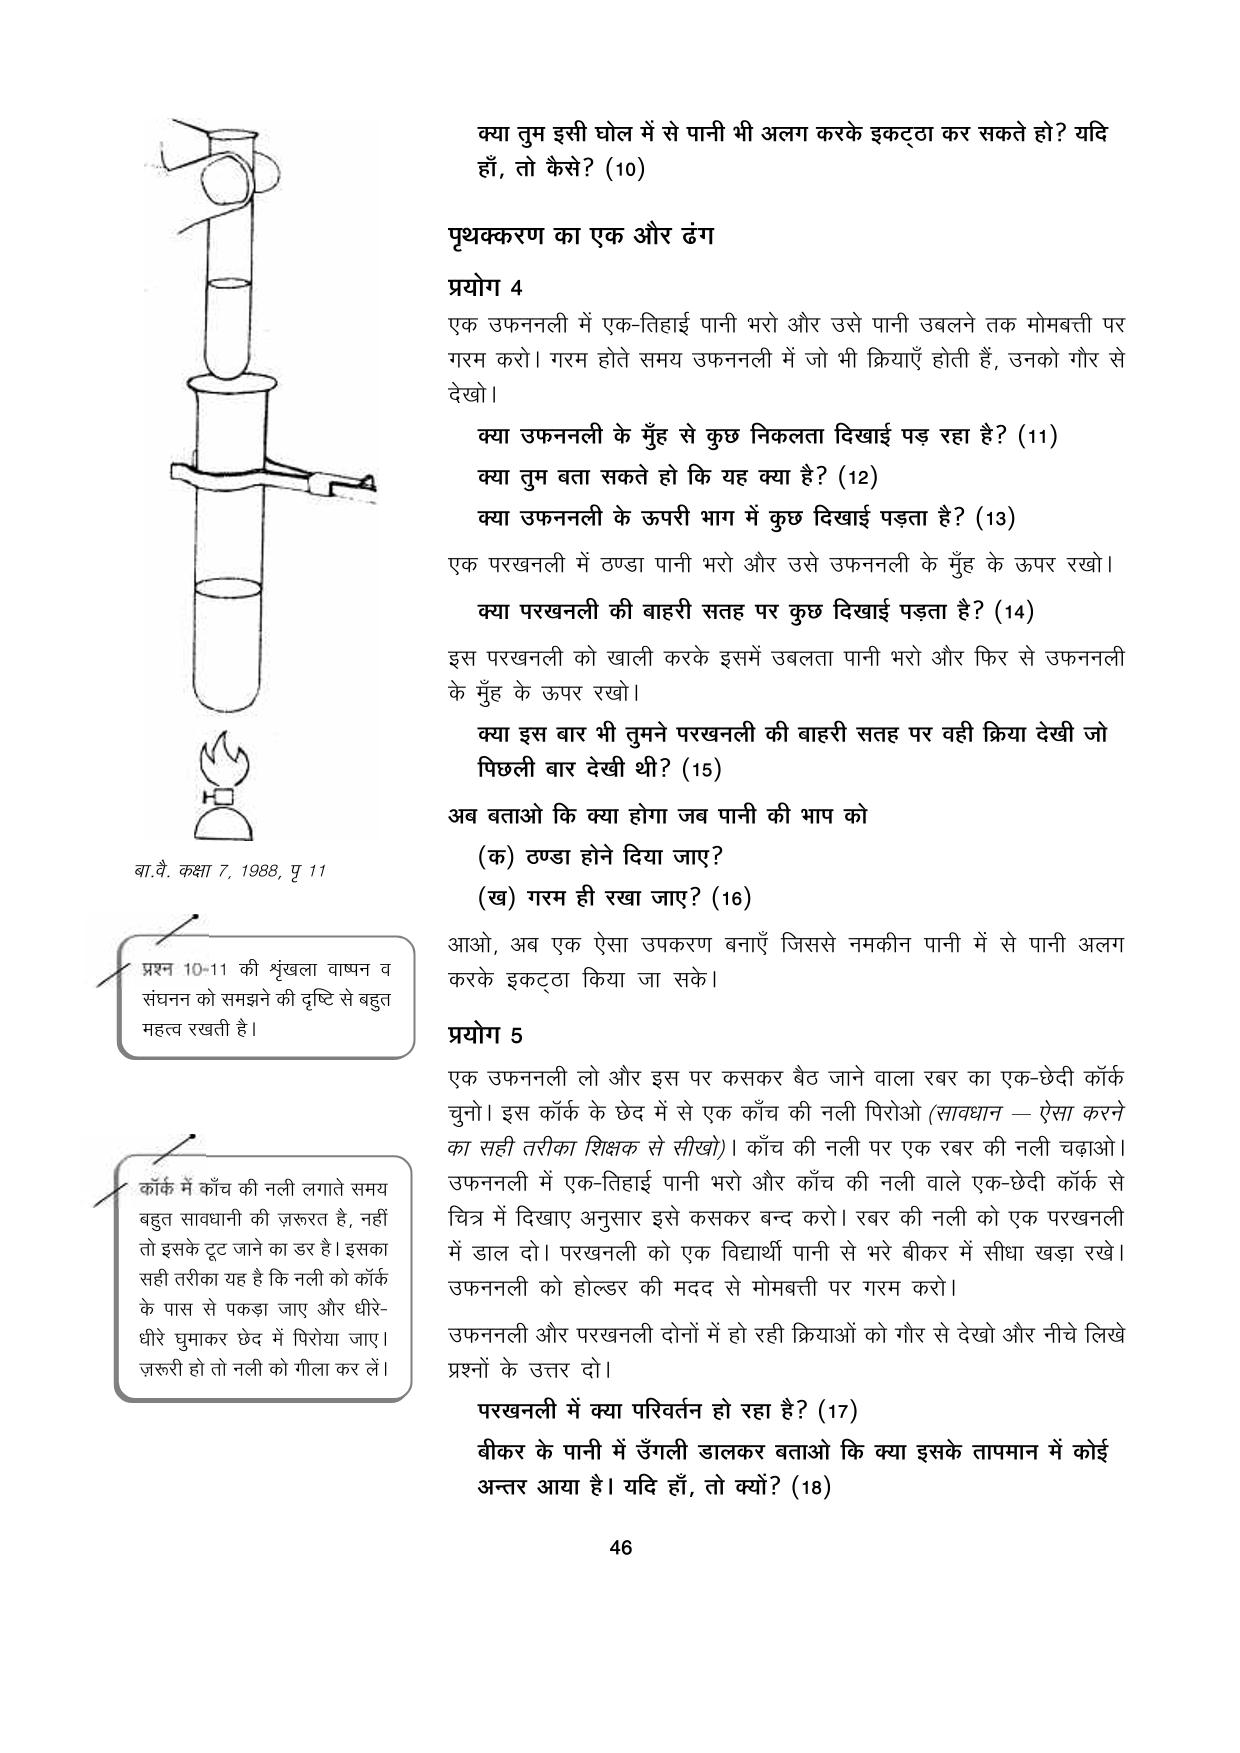 क्या तुम इसी घोल में से पानी भी अलग करके इकट्ठा कर सकते हो? यदि
हाँ, तो कैसे? (10)
पृथक्करण का एक और ढंग
प्रयोग 4
एक उफननली में एक-तिहाई पानी भरो और उसे पानी उबलने तक मोमबत्ती पर
गरम करो। गरम होते समय उफननली में जो भी क्रियाएँ होती हैं, उनको गौर से
देखो।
क्या उफननली के मुँह से कुछ निकलता दिखाई पड़ रहा है? (11)
क्या तुम बता सकते हो कि यह क्या है? (12)
क्या उफननली के ऊपरी भाग में कुछ दिखाई पड़ता है? (13)
एक परखनली में ठण्डा पानी भरो और उसे उफननली के मुँह के ऊपर रखो।
क्या परखनली की बाहरी सतह पर कुछ दिखाई पड़ता है? (14)
इस परखनली को खाली करके इसमें उबलता पानी भरो और फिर से उफननली
के मुँह के ऊपर रखो।
क्या इस बार भी तुमने परखनली की बाहरी सतह पर वही क्रिया देखी जो
पिछली बार देखी थी? (15)
अब बताओ कि क्या होगा जब पानी की भाप को
(क) ठण्डा होने दिया जाए?
(ख) गरम ही रखा जाए? (16)
आओ, अब एक ऐसा उपकरण बनाएँ जिससे नमकीन पानी में से पानी अलग
करके इकट्ठा किया जा सके।
प्रयोग 5
एक उफननली लो और इस पर कसकर बैठ जाने वाला रबर का एक-छेदी कॉर्क
चुनो। इस कॉर्क के छेद में से एक काँच की नली पिरोओ (सावधान — ऐसा करने
का सही तरीका शिक्षक से सीखो)। काँच की नली पर एक रबर की नली चढ़ाओ।
उफननली में एक-तिहाई पानी भरो और काँच की नली वाले एक-छेदी कॉर्क से
चित्र में दिखाए अनुसार इसे कसकर बन्द करो। रबर की नली को एक परखनली
में डाल दो। परखनली को एक विद्यार्थी पानी से भरे बीकर में सीधा खड़ा रखे।
उफननली को होल्डर की मदद से मोमबत्ती पर गरम करो।
उफननली और परखनली दोनों में हो रही क्रियाओं को गौर से देखो और नीचे लिखे
प्रश्नों के उत्तर दो।
परखनली में क्या परिवर्तन हो रहा है? (17)
बीकर के पानी में उँगली डालकर बताओ कि क्या इसके तापमान में कोई
अन्तर आया है। यदि हाँ, तो क्यों? (18)
बा.वै. कक्षा 7, 1988, पृ 11
प्रश्न 10-11 की शृंखला वाष्पन व
संघनन को समझने की दृष्टि से बहुत
महत्व रखती है।
कॉर्क में काँच की नली लगाते समय
बहुत सावधानी की ज़रूरत है, नहीं
तो इसके टूट जाने का डर है। इसका
सही तरीका यह है कि नली को कॉर्क
के पास से पकड़ा जाए और धीरे-
धीरे घुमाकर छेद में पिरोया जाए।
ज़रूरी हो तो नली को गीला कर लें।
46